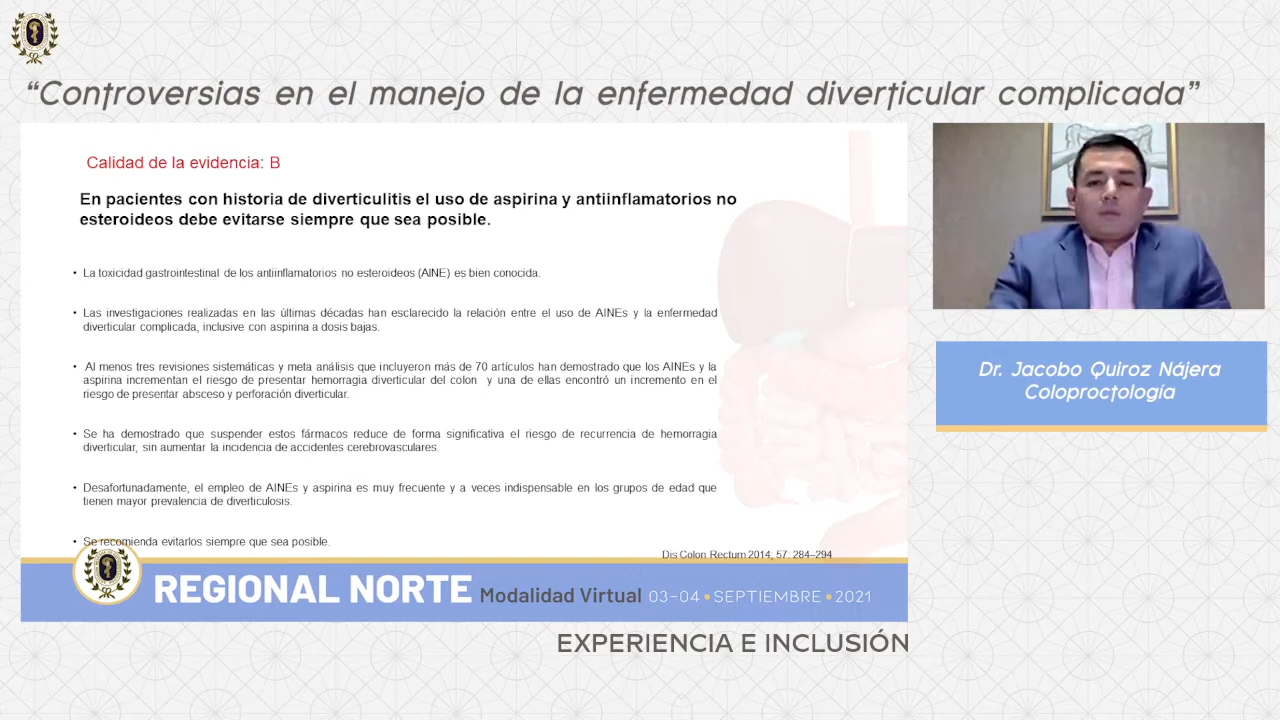 “Controversias en el manejo de la enfermedad diverticular complicada”
Calidad de la evidencia: B
En pacientes con historia de diverticulitis el uso de aspirina y antiinflamatorios no
esteroideos debe evitarse siempre que sea posible.
• La toxicidad gastrointestinal de los antiinflamatorios no esteroideos (AINE) es bien conocida.
• Las investigaciones realizadas en las últimas décadas han esclarecido la relación entre el uso de AINEs y la enfermedad
diverticular complicada, inclusive con aspirina a dosis bajas.
• Al menos tres revisiones sistemáticas y meta análisis que incluyeron más de 70 artículos han demostrado que los AINEs y la
aspirina incrementan el riesgo de presentar hemorragia diverticular del colon y una de ellas encontró un incremento en el
riesgo de presentar absceso y perforación diverticular.
• Se ha demostrado que suspender estos fármacos reduce de forma significativa el riesgo de recurrencia de hemorragia
diverticular, sin aumentar la incidencia de accidentes cerebrovasculares.
• Desafortunadamente, el empleo de AINEs y aspirina es muy frecuente y a veces indispensable en los grupos de edad que
tienen mayor prevalencia de diverticulosis.
• Se recomienda evitarlos siempre que sea posible.
Dis Colon Rectum 2014; 57: 284–294
REGIONAL NORTE Modalidad Virtual 03-04•SEPTIEMBRE•2021
EXPERIENCIA E INCLUSIÓN
Dr. Jacobo Quiroz Nájera
Coloproctología